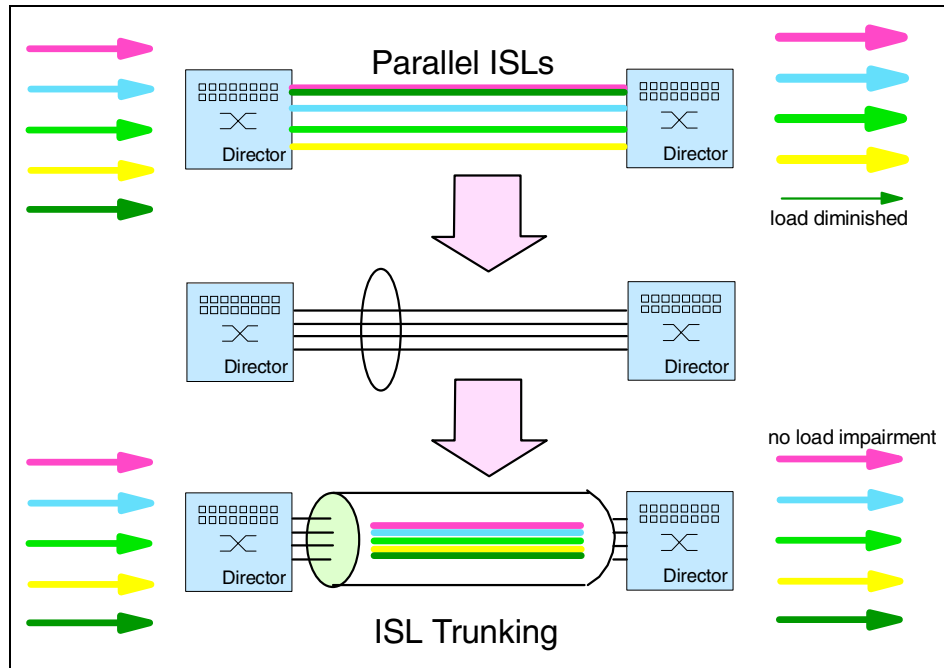 Parallel ISLs
Director
Director
load diminished
Director
Director
no load impairment
Director
Director
ISL Trunking